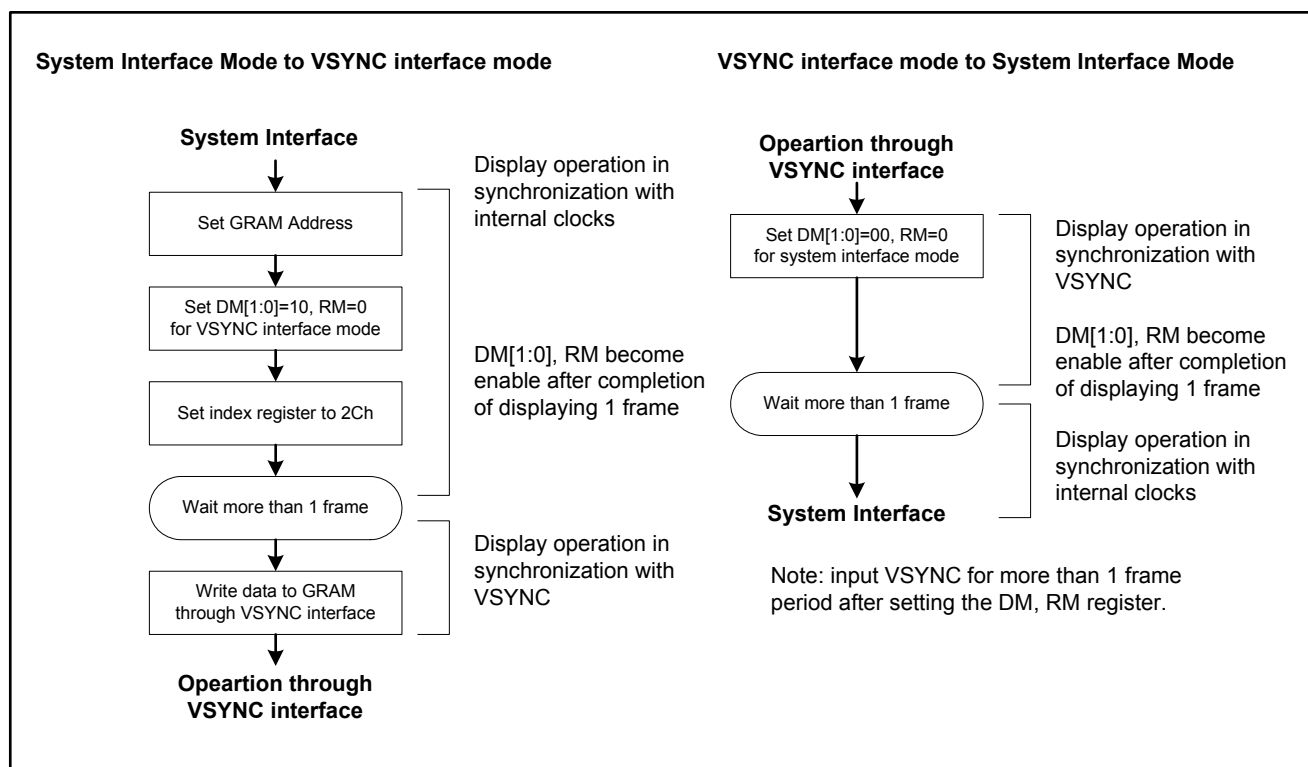 System Interface Mode to VSYNC interface mode
System Interface
Set GRAM Address
Set DM[1:0]=10, RM=0
for VSYNC interface mode
Set index register to 2Ch
Wait more than 1 frame
Write data to GRAM
through VSYNC interface
Opeartion through
VSYNC interface
Display operation in
synchronization with
internal clocks
DM[1:0], RM become
enable after completion
of displaying 1 frame
Display operation in
synchronization with
VSYNC
VSYNC interface mode to System Interface Mode
Opeartion through
VSYNC interface
Set DM[1:0]=00, RM=0
for system interface mode
Wait more than 1 frame
System Interface
Display operation in
synchronization with
VSYNC
DM[1:0], RM become
enable after completion
of displaying 1 frame
Display operation in
synchronization with
internal clocks
Note: input VSYNC for more than 1 frame
period after setting the DM, RM register.